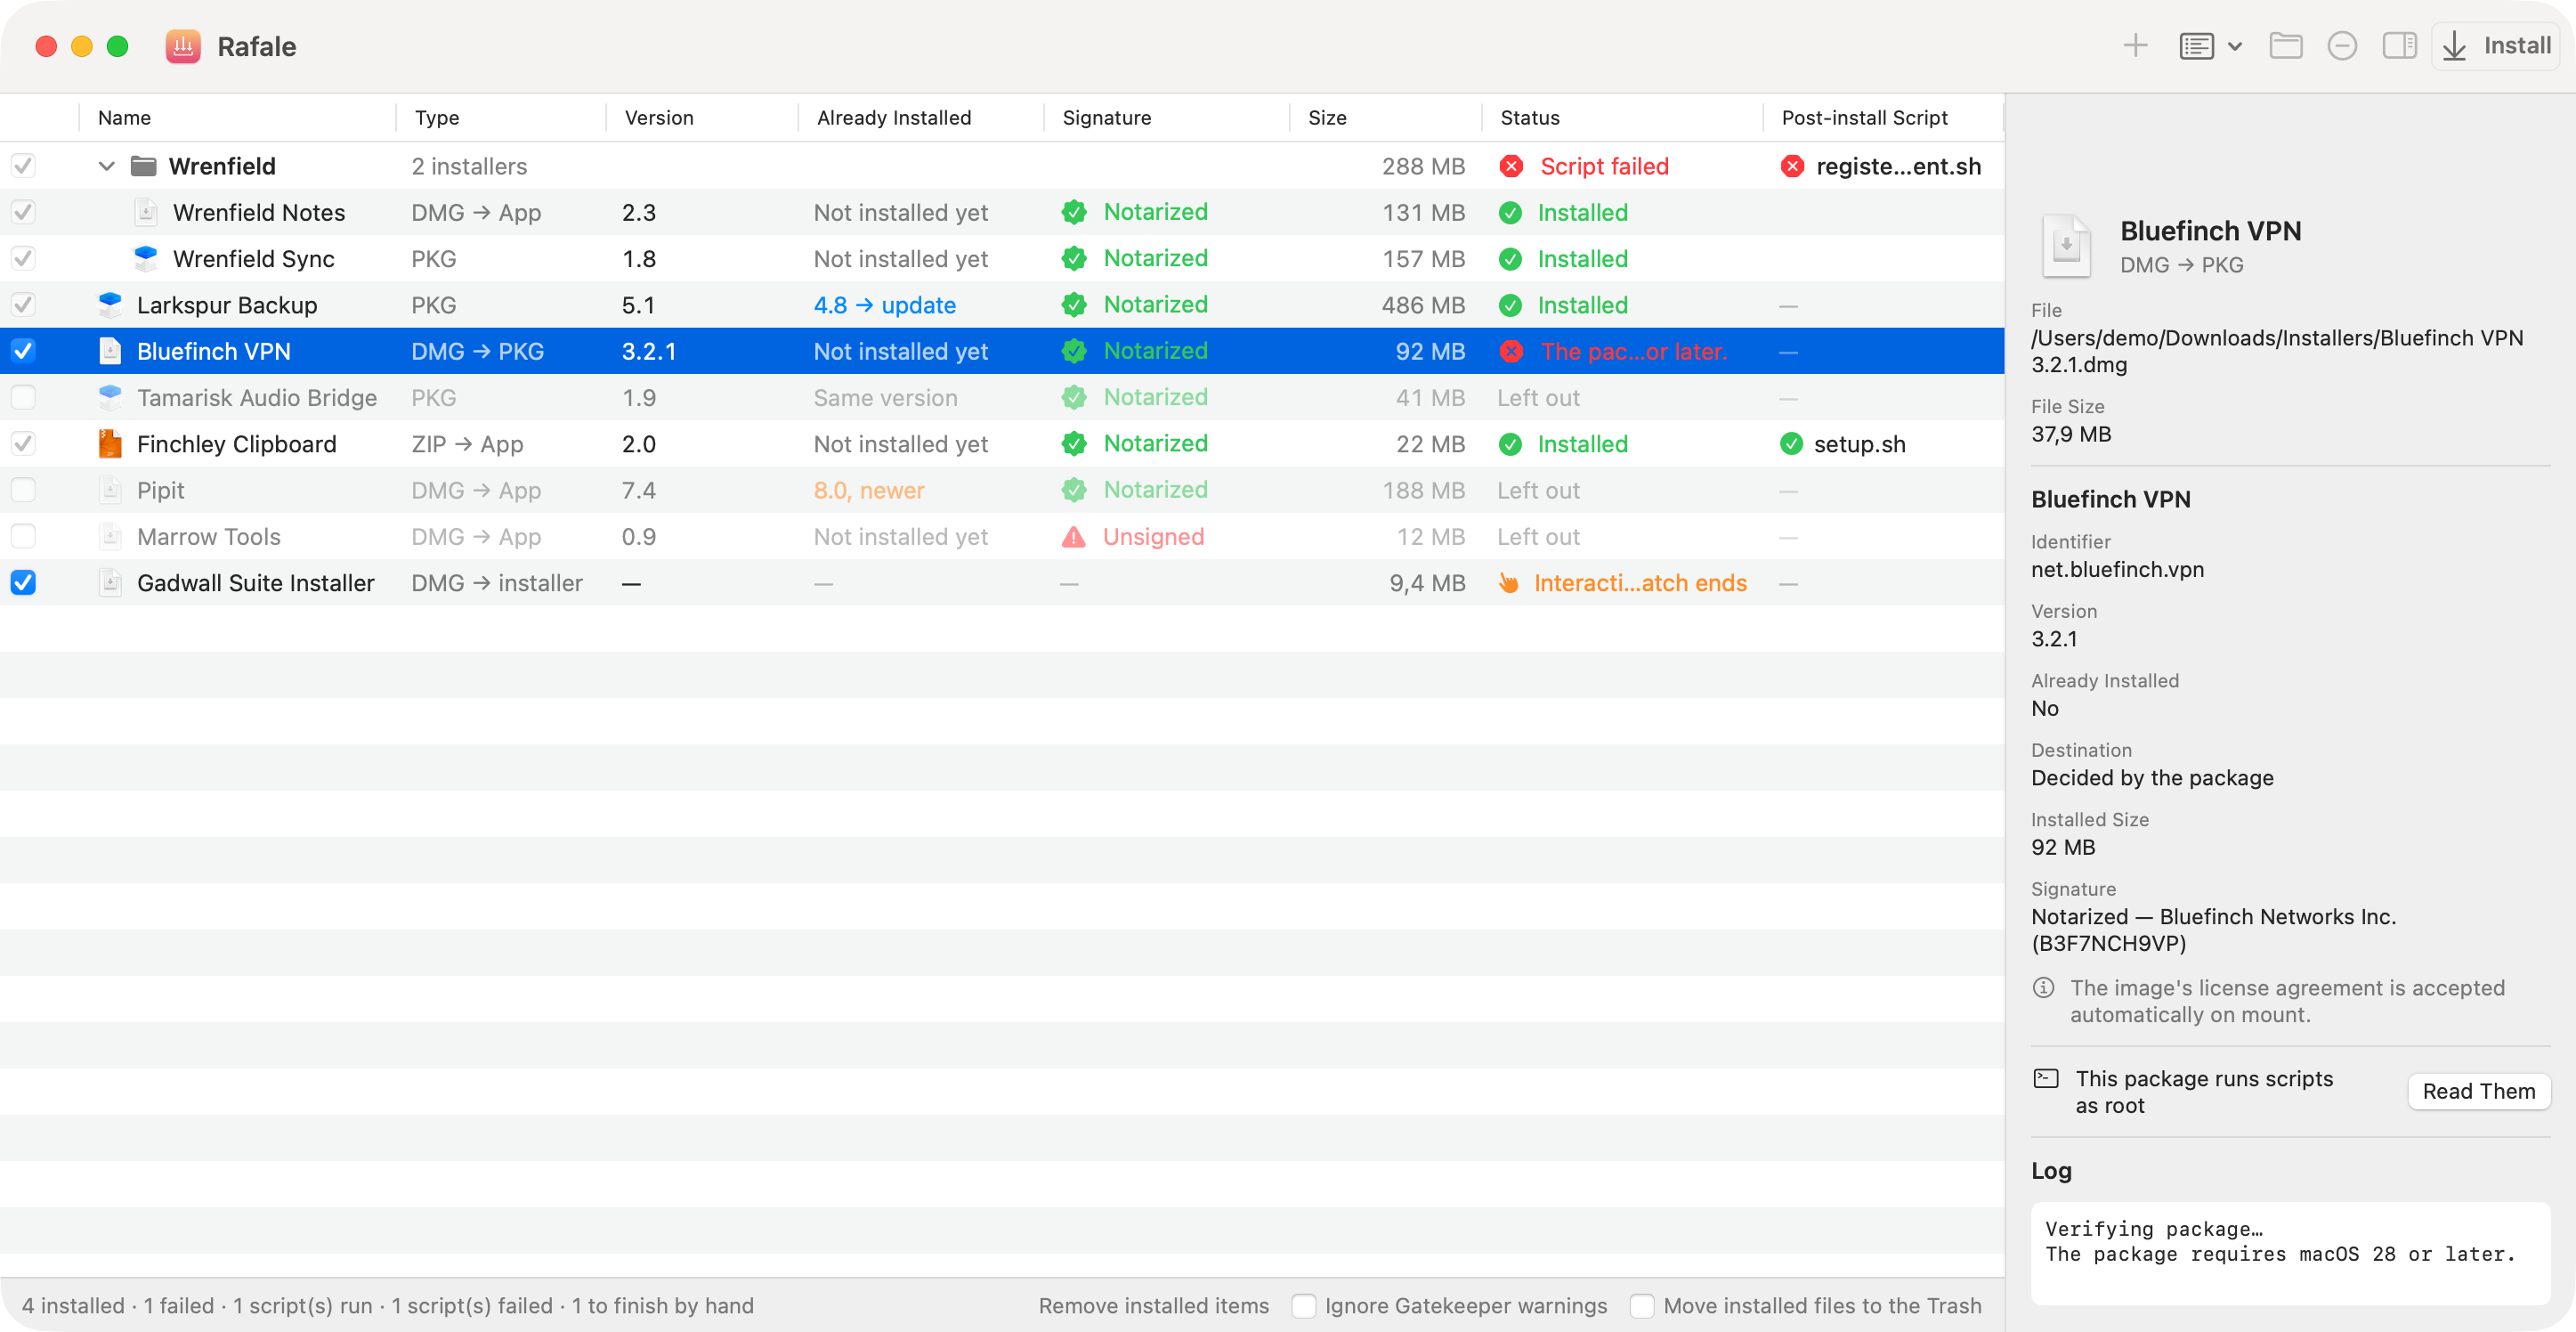 Rafale
Install
Name Type Version Already Installed Signature Size Status Post-install Script
Wrenfield 2 installers 288 MB Script failed registe...ent.sh
Wrenfield Notes DMG → App 2.3 Not installed yet Notarized 131 MB Installed
Wrenfield Sync PKG 1.8 Not installed yet Notarized 157 MB Installed
Larkspur Backup PKG 5.1 4.8 → update Notarized 486 MB Installed —
Bluefinch VPN DMG → PKG 3.2.1 Not installed yet Notarized 92 MB The pac...or later. —
Tamarisk Audio Bridge PKG 1.9 Same version Notarized 41 MB Left out —
Finchley Clipboard ZIP → App 2.0 Not installed yet Notarized 22 MB Installed setup.sh
Pipit DMG → App 7.4 8.0, newer Notarized 188 MB Left out —
Marrow Tools DMG → App 0.9 Not installed yet Unsigned 12 MB Left out —
Gadwall Suite Installer DMG → installer — — — 9,4 MB Interacti...atch ends —
4 installed · 1 failed · 1 script(s) run · 1 script(s) failed · 1 to finish by hand
Remove installed items Ignore Gatekeeper warnings Move installed files to the Trash
Bluefinch VPN
DMG → PKG
File
/Users/demo/Downloads/Installers/Bluefinch VPN
3.2.1.dmg
File Size
37,9 MB
Bluefinch VPN
Identifier
net.bluefinch.vpn
Version
3.2.1
Already Installed
No
Destination
Decided by the package
Installed Size
92 MB
Signature
Notarized — Bluefinch Networks Inc.
(B3F7NCH9VP)
The image's license agreement is accepted
automatically on mount.
This package runs scripts
as root
Read Them
Log
Verifying package…
The package requires macOS 28 or later.